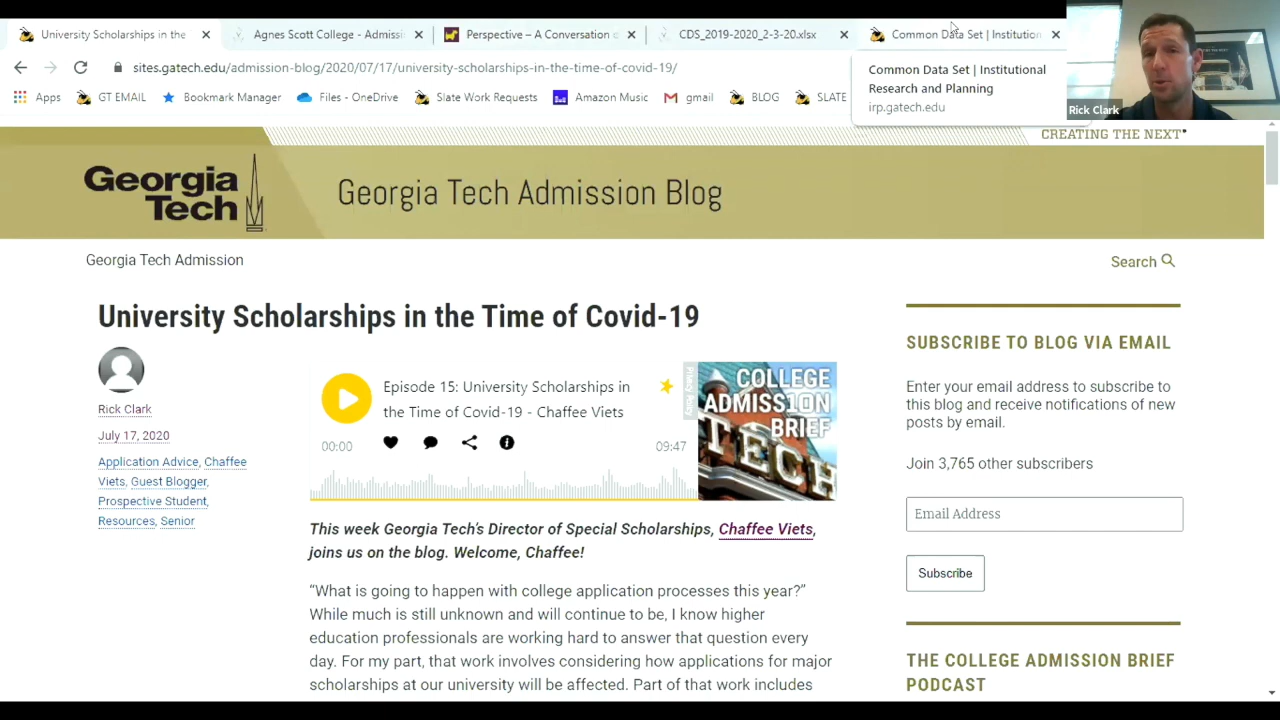 University Scholarships in the
Agnes Scott College - Admissi
Perspective – A Conversation
CDS_2019-2020_2-3-20.xlsx
Common Data Set | Institution
sites.gatech.edu/admission-blog/2020/07/17/university-scholarships-in-the-time-of-covid-19/
Common Data Set | Institutional
Research and Planning
irp.gatech.edu
Rick Clark
Apps
GT EMAIL
Bookmark Manager
Files - OneDrive
Slate Work Requests
Amazon Music
gmail
BLOG
SLATE
CREATING THE NEXT
Georgia
Tech
Georgia Tech Admission Blog
Georgia Tech Admission
Search
University Scholarships in the Time of Covid-19
Rick Clark
July 17, 2020
Application Advice, Chaffee
Viets, Guest Blogger,
Prospective Student,
Resources, Senior
Episode 15: University Scholarships in
the Time of Covid-19 - Chaffee Viets
00:00
09:47
Privacy policy
COLLEGE
ADMISSION
BRIEF
TECH
This week Georgia Tech's Director of Special Scholarships, Chaffee Viets,
joins us on the blog. Welcome, Chaffee!
“What is going to happen with college application processes this year?”
While much is still unknown and will continue to be, I know higher
education professionals are working hard to answer that question every
day. For my part, that work involves considering how applications for major
scholarships at our university will be affected. Part of that work includes
SUBSCRIBE TO BLOG VIA EMAIL
Enter your email address to subscribe to
this blog and receive notifications of new
posts by email.
Join 3,765 other subscribers
Email Address
Subscribe
THE COLLEGE ADMISSION BRIEF
PODCAST